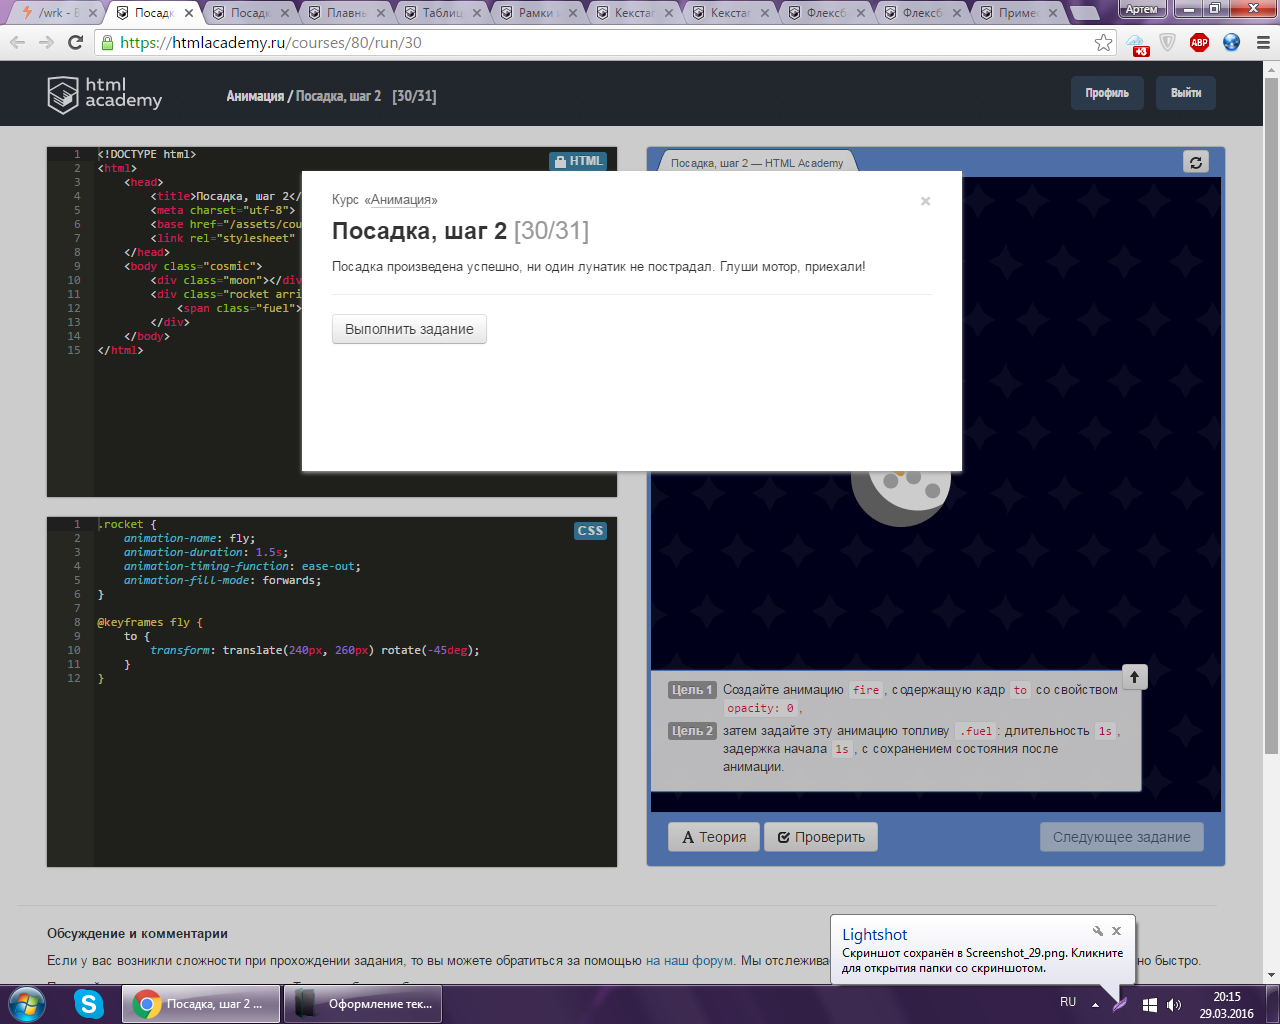 /wrk - B
Посадк
Посадк
Плавны
Таблиц
Рамки и
Кекстаг
Кекстаг
Флексб
Флексб
Приме
Артем
https://htmlacademy.ru/courses/80/run/30
+3
ABP
html
academy
Анимация / Посадка, шаг 2 [30/31]
Профиль
Выйти
1 <!DOCTYPE html>
2 <html>
3 <head>
4 <title>Посадка, шаг 2</
5 <meta charset="utf-8">
6 <base href="/assets/cou
7 <link rel="stylesheet"
8 </head>
9 <body class="cosmic">
10 <div class="moon"></div
11 <div class="rocket arri
12 <span class="fuel">
13 </div>
14 </body>
15 </html>
HTML
Посадка, шаг 2 — HTML Academy
Курс «Анимация»
×
Посадка, шаг 2 [30/31]
Посадка произведена успешно, ни один лунатик не пострадал. Глуши мотор, приехали!
Выполнить задание
CSS
1 .rocket {
2 animation-name: fly;
3 animation-duration: 1.5s;
4 animation-timing-function: ease-out;
5 animation-fill-mode: forwards;
6 }
7
8 @keyframes fly {
9 to {
10 transform: translate(240px, 260px) rotate(-45deg);
11 }
12 }
Цель 1 Создайте анимацию fire, содержащую кадр to со свойством
opacity: 0,
Цель 2 затем задайте эту анимацию топливу .fuel: длительность 1s,
задержка начала 1s, с сохранением состояния после
анимации.
Теория
Проверить
Следующее задание
Обсуждение и комментарии
Если у вас возникли сложности при прохождении задания, то вы можете обратиться за помощью на наш форум. Мы отслежива
но быстро.
Lightshot
Скриншот сохранён в Screenshot_29.png. Кликните
для открытия папки со скриншотом.
Посадка, шаг 2 ...
Оформление тек...
RU
20:15
29.03.2016